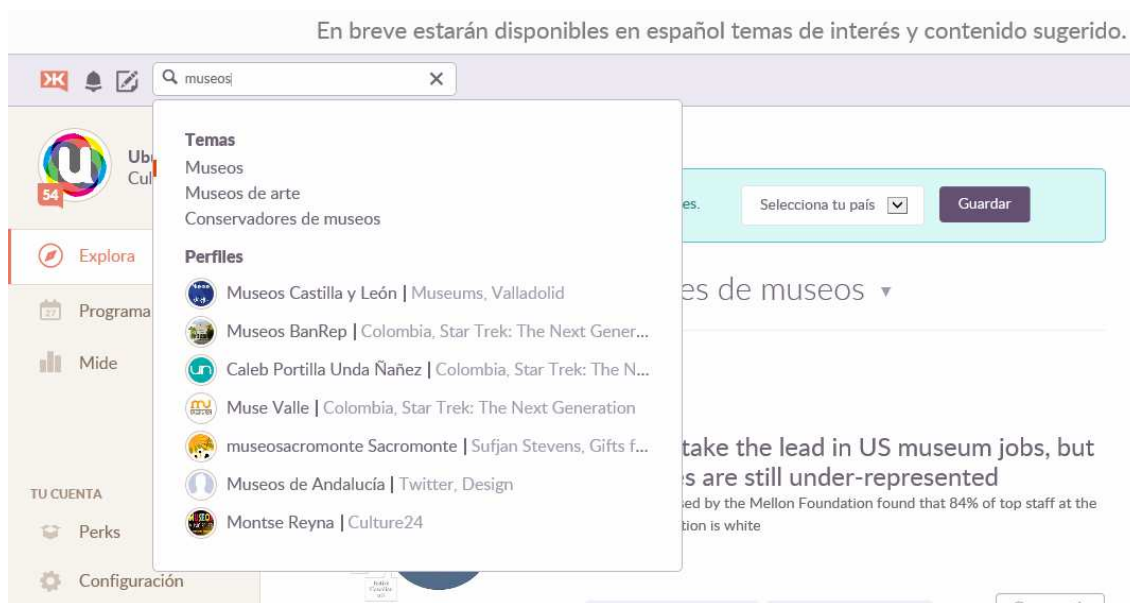 En breve estarán disponibles en español temas de interés y contenido sugerido.
museos
Temas
Museos
Museos de arte
Conservadores de museos
Perfiles
Museos Castilla y León | Museums, Valladolid
Museos BanRep | Colombia, Star Trek: The Next Gener...
Caleb Portilla Unda Ñañez | Colombia, Star Trek: The N...
Muse Valle | Colombia, Star Trek: The Next Generation
museosacromonte Sacromonte | Sufjan Stevens, Gifts f...
Museos de Andalucía | Twitter, Design
Montse Reyna | Culture24
54
Explora
Programa
27
Mide
TU CUENTA
Perks
Configuración
es.
Selecciona tu país
Guardar
es de museos
take the lead in US museum jobs, but
s are still under-represented
sed by the Mellon Foundation found that 84% of top staff at the
tion is white